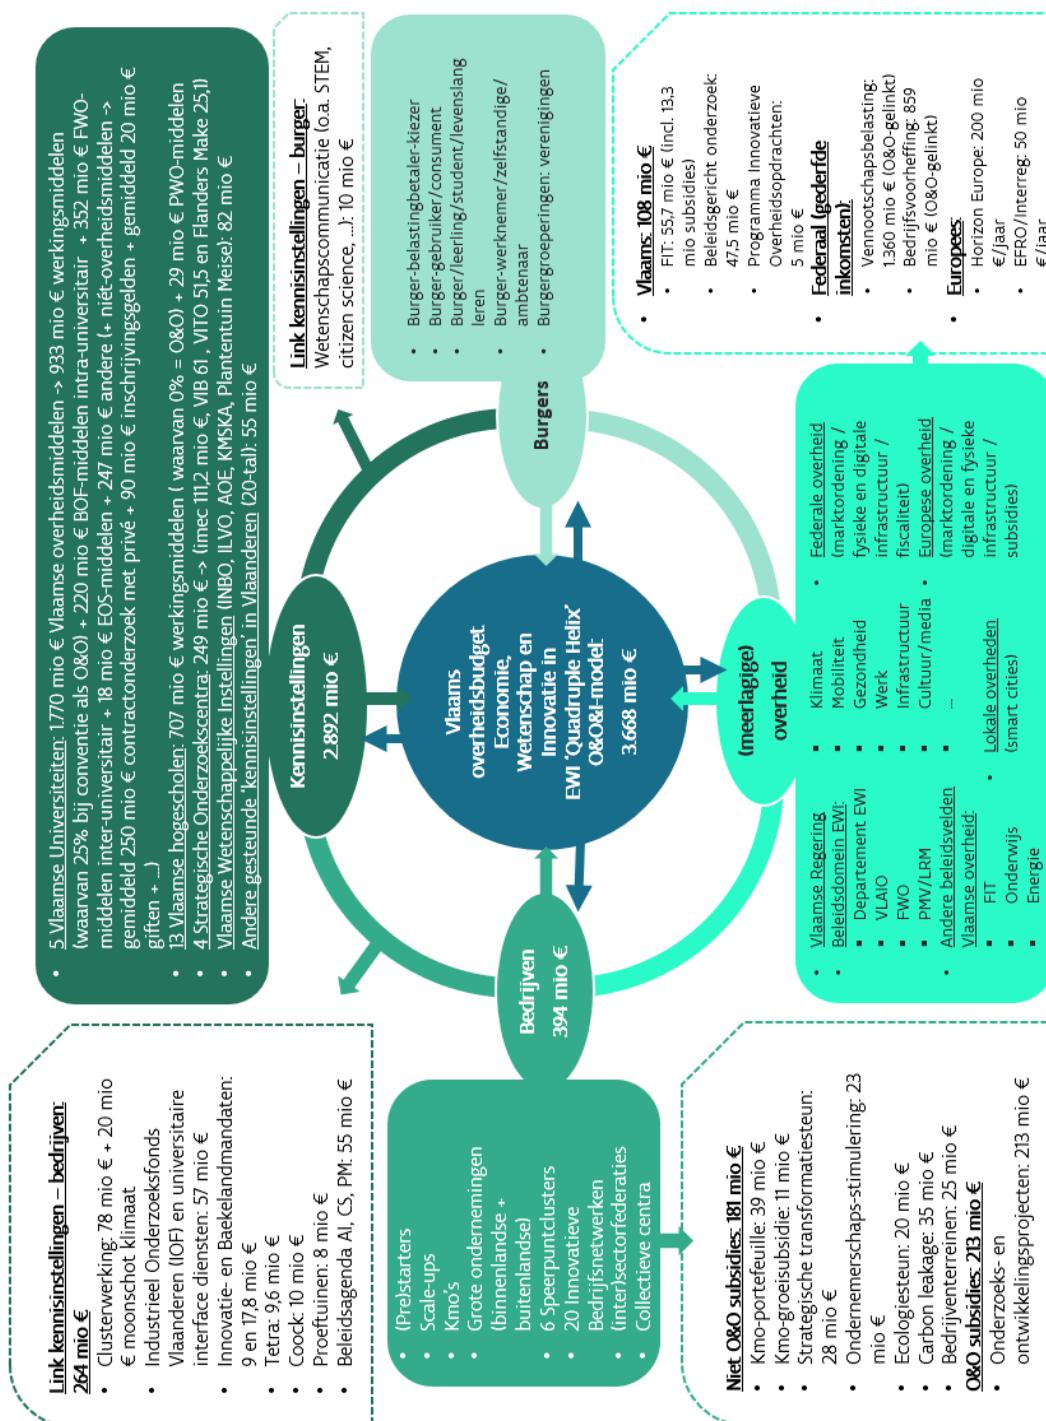 Link kennisinstellingen – bedrijven:
264 mio €
• Clusterwerking: 78 mio € + 20 mio
€ moonschot klimaat
• Industrieel Onderzoeksfonds
Vlaanderen (IOF) en universitaire
interface diensten: 57 mio €
• Innovatie- en Baekelandmandaten:
9 en 17,8 mio €
• Tetra: 9,6 mio €
• Coock: 10 mio €
• Proeftuinen: 8 mio €
• Beleidsagenda AI, CS, PM: 55 mio €
• 5 Vlaamse Universiteiten: 1.770 mio € Vlaamse overheidsmiddelen -> 933 mio € werkingsmiddelen
(waarvan 25% bij conventie als O&O) + 220 mio € BOF-middelen intra-universitair + 352 mio € FWO-
middelen inter-universitair + 18 mio € EOS-middelen + 247 mio € andere (+ niét-overheidsmiddelen ->
gemiddeld 250 mio € contractonderzoek met privé + 90 mio € inschrijvingsgelden + gemiddeld 20 mio €
giften + ...)
• 13 Vlaamse hogescholen: 707 mio € werkingsmiddelen ( waarvan 0% = O&O) + 29 mio € PWO-middelen
• 4 Strategische Onderzoekscentra: 249 mio € -> (imec 111,2 mio €, VIB 61 , VITO 51,5 en Flanders Make 25,1)
• Vlaamse Wetenschappelijke Instellingen (INBO, ILVO, AOE, KMSKA, Plantentuin Meise): 82 mio €
• Andere gesteunde 'kennisinstellingen' in Vlaanderen (20-tal): 55 mio €
Link kennisinstellingen – burger:
Wetenschapscommunicatie (o.a. STEM,
citizen science, ...): 10 mio €
Kennisinstellingen
2.892 mio €
• (Pre)starters
• Scale-ups
• Kmo's
• Grote ondernemingen
(binnenlandse +
buitenlandse)
• 6 Speerpuntclusters
• 20 Innovatieve
Bedrijfsnetwerken
• (inter)sectorfederaties
• Collectieve centra
Bedrijven
394 mio €
Vlaams
overheidsbudget
Economie,
Wetenschap en
Innovatie in
EWI 'Quadruple Helix'
O&O&I-model:
3.668 mio €
Burgers
• Burger-belastingbetaler-kiezer
• Burger-gebruiker/consument
• Burger/leerling/student/levenslang
leren
• Burger-werknemer/zelfstandige/
ambtenaar
• Burgergroeperingen: verenigingen
(meerlagige)
overheid
Niet O&O subsidies: 181 mio €
• Kmo-portefeuille: 39 mio €
• Kmo-groeisubsidie: 11 mio €
• Strategische transformatiesteun:
28 mio €
• Ondernemerschaps-stimulering: 23
mio €
• Ecologiesteun: 20 mio €
• Carbon leakage: 35 mio €
• Bedrijventerreinen: 25 mio €
O&O subsidies: 213 mio €
• Onderzoeks- en
ontwikkelingsprojecten: 213 mio €
• Vlaamse Regering
• Beleidsdomein EWI:
▪ Departement EWI
▪ VLAIO
▪ FWO
▪ PMV/LRM
• Andere beleidsvelden
Vlaamse overheid:
▪ FIT
▪ Onderwijs
▪ Energie
▪ Klimaat
▪ Mobiliteit
▪ Gezondheid
▪ Werk
▪ Infrastructuur
▪ Cultuur/media
▪ ...
• Lokale overheden
(smart cities)
• Federale overheid
(marktordening /
fysieke en digitale
infrastructuur /
fiscaliteit)
• Europese overheid
(marktordening /
digitale en fysieke
infrastructuur /
subsidies)
• Vlaams: 108 mio €
• FIT: 55,7 mio € (incl. 13,3
mio subsidies)
• Beleidsgericht onderzoek:
47,5 mio €
• Programma Innovatieve
Overheidsopdrachten:
5 mio €
• Federaal (gederfde
inkomsten):
• Vennootschapsbelasting:
1.360 mio € (O&O-gelinkt)
• Bedrijfsvoorheffing: 859
mio € (O&O-gelinkt)
• Europees:
• Horizon Europe: 200 mio
€/jaar
• EFRO/Interreg: 50 mio
€/jaar